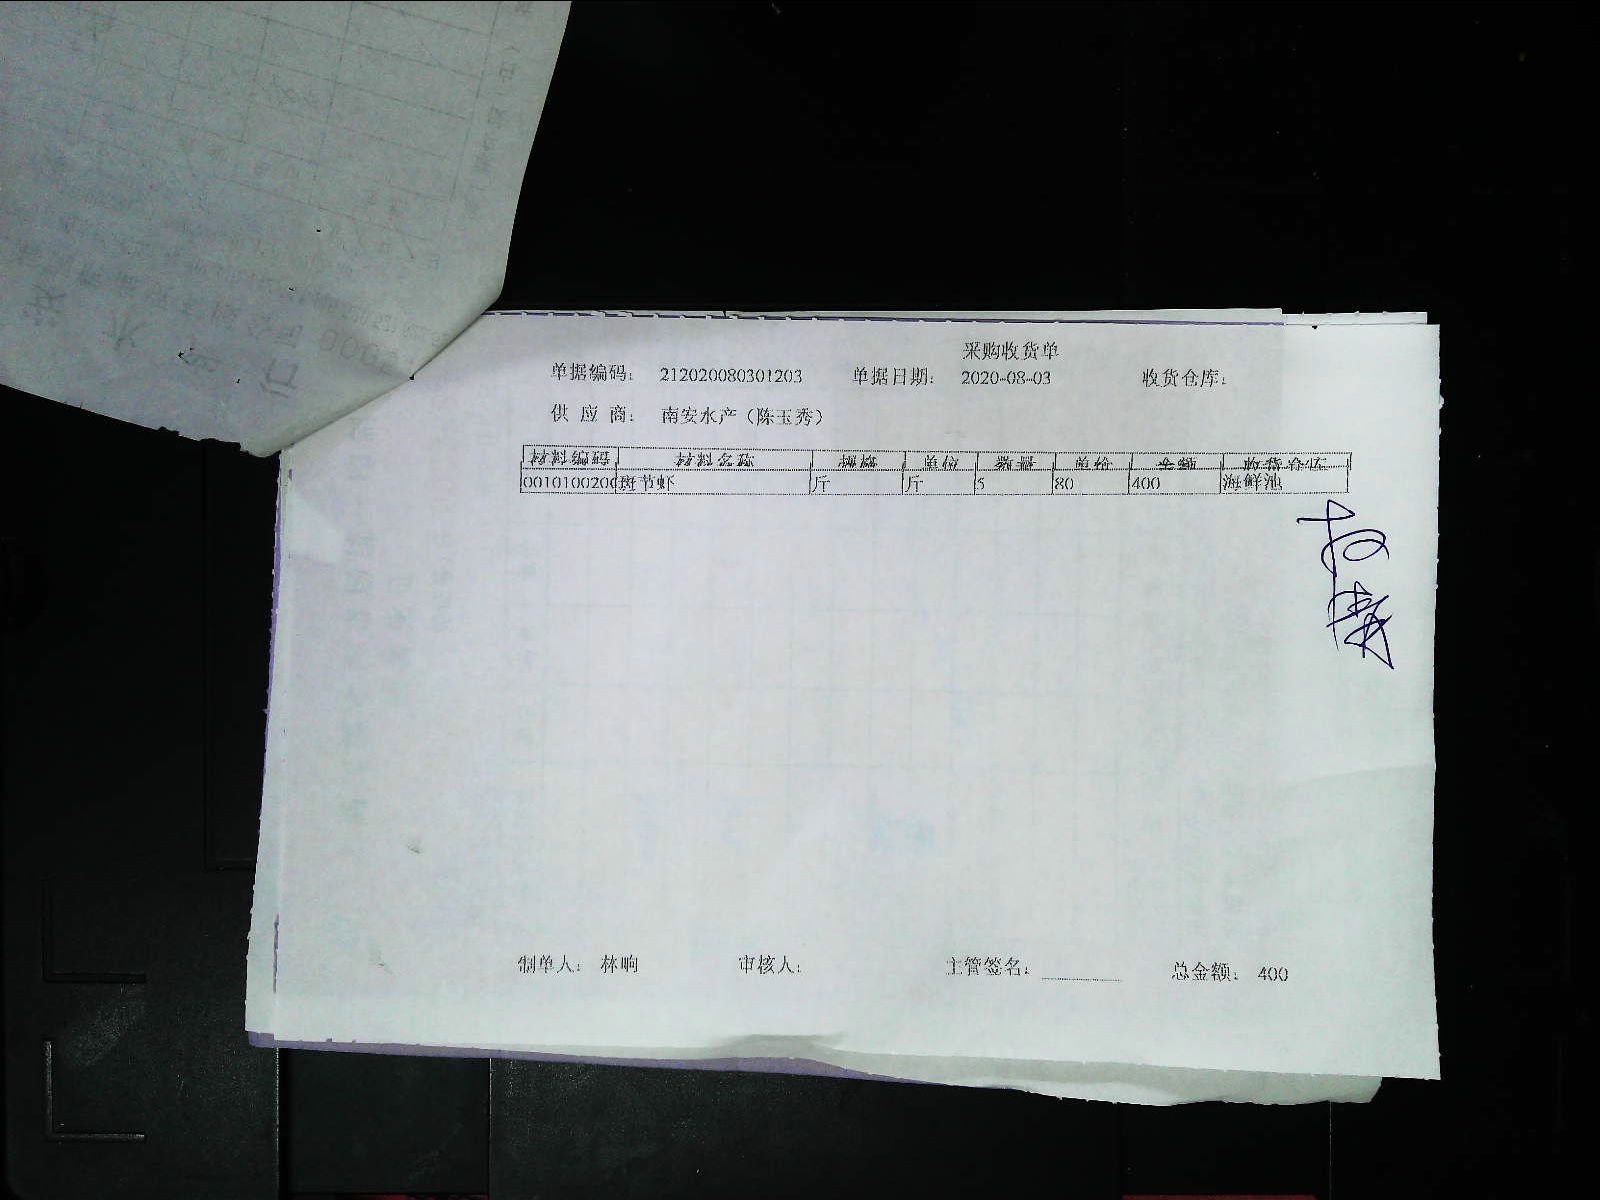 采购收货单
单据编码： 212020080301203 单据日期： 2020-08-03 收货仓库：
供 应 商： 南安水产（陈玉秀）
材料编码 材料名称 规格 单位 数量 单价 金额 收货仓位
0010100200 斑节虾 斤 斤 5 80 400 海鲜池
制单人： 林响 审核人： 主管签名： 总金额： 400